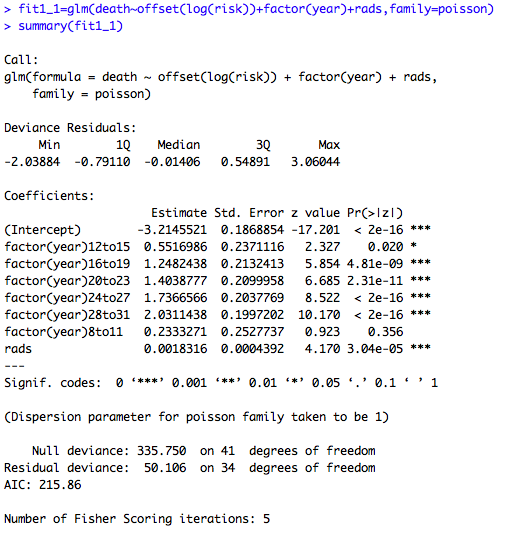 > fit1_1=glm(death~offset(log(risk))+factor(year)+rads,family=poisson)
> summary(fit1_1)

Call:
glm(formula = death ~ offset(log(risk)) + factor(year) + rads,
    family = poisson)

Deviance Residuals:
     Min       1Q   Median       3Q      Max
-2.03884 -0.79110 -0.01406  0.54891  3.06044

Coefficients:
                     Estimate Std. Error z value Pr(>|z|)
(Intercept)        -3.2145521  0.1868854 -17.201  < 2e-16 ***
factor(year)12to15  0.5516986  0.2371116   2.327    0.020 *
factor(year)16to19  1.2482438  0.2132413   5.854 4.81e-09 ***
factor(year)20to23  1.4038777  0.2099958   6.685 2.31e-11 ***
factor(year)24to27  1.7366566  0.2037769   8.522  < 2e-16 ***
factor(year)28to31  2.0311438  0.1997202  10.170  < 2e-16 ***
factor(year)8to11   0.2333271  0.2527737   0.923    0.356
rads                0.0018316  0.0004392   4.170 3.04e-05 ***
---
Signif. codes:  0 ‘***’ 0.001 ‘**’ 0.01 ‘*’ 0.05 ‘.’ 0.1 ‘ ’ 1

(Dispersion parameter for poisson family taken to be 1)

    Null deviance: 335.750  on 41  degrees of freedom
Residual deviance:  50.106  on 34  degrees of freedom
AIC: 215.86

Number of Fisher Scoring iterations: 5